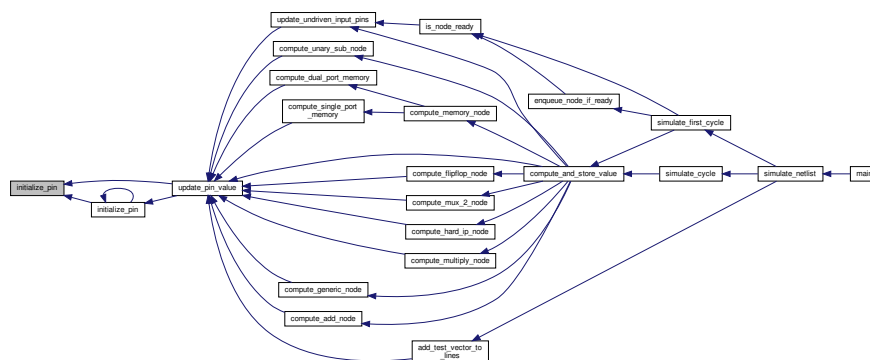 update_undriven_input_pins
is_node_ready
compute_unary_sub_node
compute_dual_port_memory
enqueue_node_if_ready
compute_single_port
_memory
compute_memory_node
simulate_first_cycle
compute_flipflop_node
compute_and_store_value
simulate_cycle
simulate_netlist
main
initialize_pin
update_pin_value
initialize_pin
compute_mux_2_node
compute_hard_ip_node
compute_multiply_node
compute_generic_node
compute_add_node
add_test_vector_to
_lines